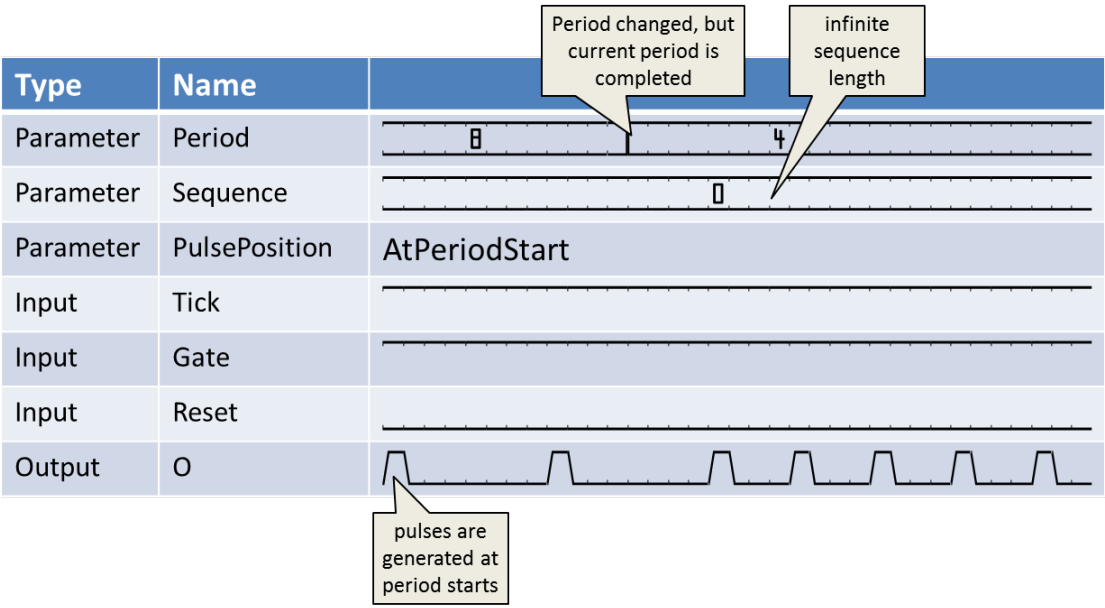 Period changed, but
current period is
completed
infinite
sequence
length
Type Name
Parameter Period 8 4
Parameter Sequence 0
Parameter PulsePosition AtPeriodStart
Input Tick
Input Gate
Input Reset
Output O
pulses are
generated at
period starts